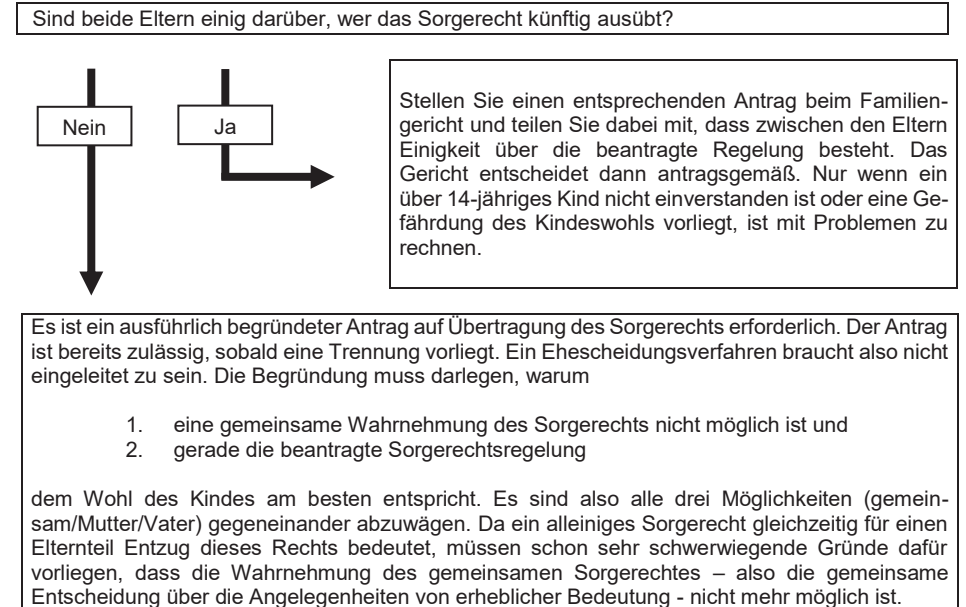 Sind beide Eltern einig darüber, wer das Sorgerecht künftig ausübt?
Nein
Ja
Stellen Sie einen entsprechenden Antrag beim Familien-
gericht und teilen Sie dabei mit, dass zwischen den Eltern
Einigkeit über die beantragte Regelung besteht. Das
Gericht entscheidet dann antragsgemäß. Nur wenn ein
über 14-jähriges Kind nicht einverstanden ist oder eine Ge-
fährdung des Kindeswohls vorliegt, ist mit Problemen zu
rechnen.
Es ist ein ausführlich begründeter Antrag auf Übertragung des Sorgerechts erforderlich. Der Antrag
ist bereits zulässig, sobald eine Trennung vorliegt. Ein Ehescheidungsverfahren braucht also nicht
eingeleitet zu sein. Die Begründung muss darlegen, warum
1. eine gemeinsame Wahrnehmung des Sorgerechts nicht möglich ist und
2. gerade die beantragte Sorgerechtsregelung
dem Wohl des Kindes am besten entspricht. Es sind also alle drei Möglichkeiten (gemein-
sam/Mutter/Vater) gegeneinander abzuwägen. Da ein alleiniges Sorgerecht gleichzeitig für einen
Elternteil Entzug dieses Rechts bedeutet, müssen schon sehr schwerwiegende Gründe dafür
vorliegen, dass die Wahrnehmung des gemeinsamen Sorgerechtes – also die gemeinsame
Entscheidung über die Angelegenheiten von erheblicher Bedeutung - nicht mehr möglich ist.